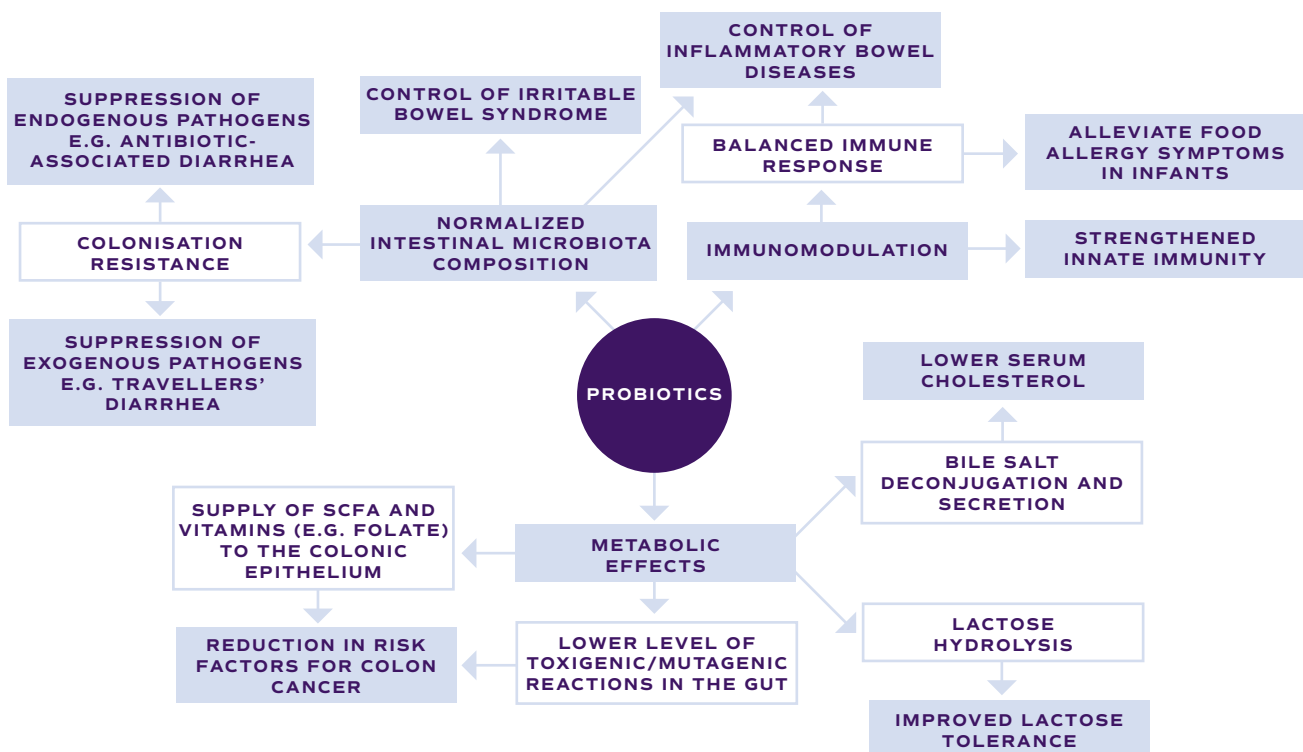 CONTROL OF
INFLAMMATORY BOWEL
DISEASES
SUPPRESSION OF
ENDOGENOUS PATHOGENS
E.G. ANTIBIOTIC-
ASSOCIATED DIARRHEA
CONTROL OF IRRITABLE
BOWEL SYNDROME
BALANCED IMMUNE
RESPONSE
ALLEVIATE FOOD
ALLERGY SYMPTOMS
IN INFANTS
COLONISATION
RESISTANCE
NORMALIZED
INTESTINAL MICROBIOTA
COMPOSITION
IMMUNOMODULATION
STRENGTHENED
INNATE IMMUNITY
SUPPRESSION OF
EXOGENOUS PATHOGENS
E.G. TRAVELLERS’
DIARRHEA
PROBIOTICS
LOWER SERUM
CHOLESTEROL
BILE SALT
DECONJUGATION AND
SECRETION
SUPPLY OF SCFA AND
VITAMINS (E.G. FOLATE)
TO THE COLONIC
EPITHELIUM
METABOLIC
EFFECTS
REDUCTION IN RISK
FACTORS FOR COLON
CANCER
LOWER LEVEL OF
TOXIGENIC/MUTAGENIC
REACTIONS IN THE GUT
LACTOSE
HYDROLYSIS
IMPROVED LACTOSE
TOLERANCE